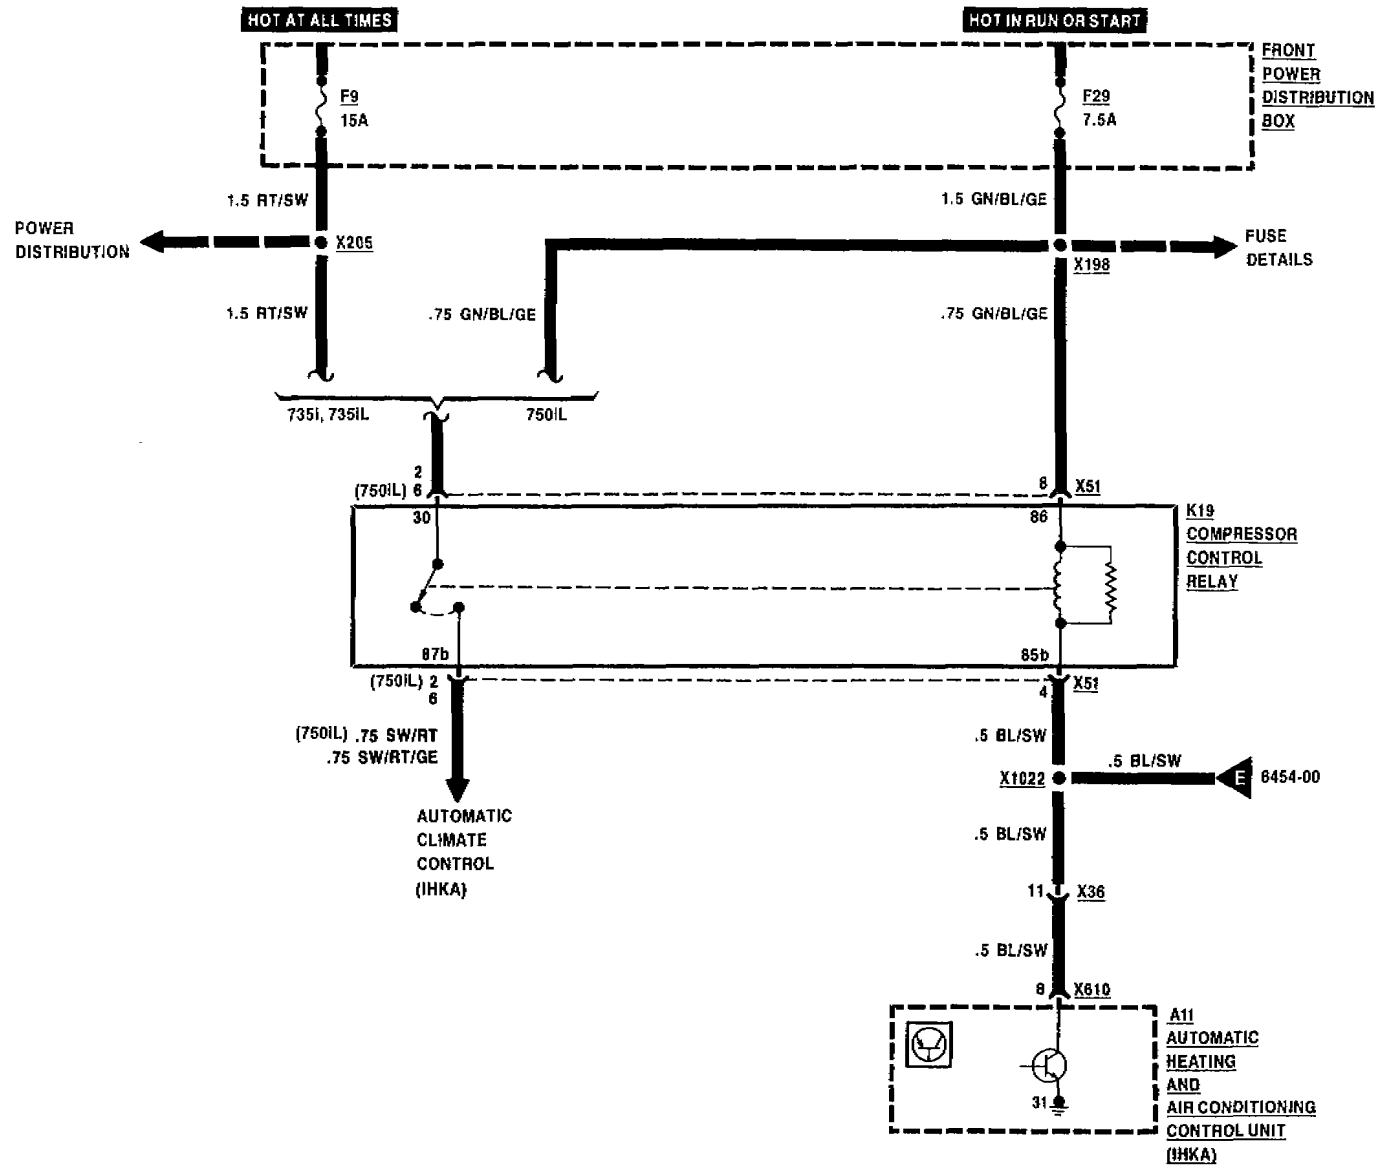 HOT AT ALL TIMES
HOT IN RUN OR START
FRONT
POWER
DISTRIBUTION
BOX
F9
15A
F29
7.5A
1.5 RT/SW
1.5 GN/BL/GE
POWER
DISTRIBUTION
X205
FUSE
DETAILS
X198
1.5 RT/SW
.75 GN/BL/GE
.75 GN/BL/GE
735i, 735iL
750iL
2
(750iL) 6
8
X51
30
86
K19
COMPRESSOR
CONTROL
RELAY
87b
85b
(750iL) 2
6
4
X51
(750iL) .75 SW/RT
.75 SW/RT/GE
.5 BL/SW
.5 BL/SW
X1022
E
6454-00
AUTOMATIC
CLIMATE
CONTROL
(IHKA)
.5 BL/SW
11
X36
.5 BL/SW
8
X610
A11
AUTOMATIC
HEATING
AND
AIR CONDITIONING
CONTROL UNIT
(IHKA)
31